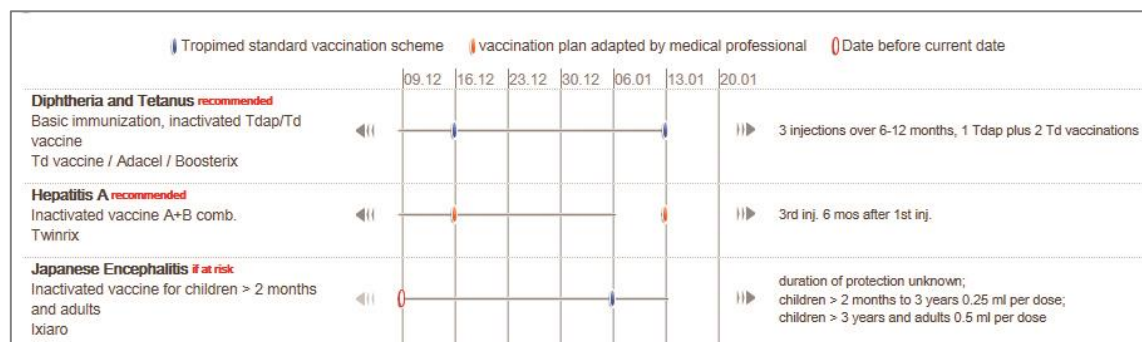 Tropimed standard vaccination scheme vaccination plan adapted by medical professional Date before current date
09.12 16.12 23.12 30.12 06.01 13.01 20.01
Diphtheria and Tetanus recommended
Basic immunization, inactivated Tdap/Td
vaccine
Td vaccine / Adacel / Boosterix
3 injections over 6-12 months, 1 Tdap plus 2 Td vaccinations
Hepatitis A recommended
Inactivated vaccine A+B comb.
Twinrix
3rd inj. 6 mos after 1st inj.
Japanese Encephalitis if at risk
Inactivated vaccine for children > 2 months
and adults
Ixiaro
duration of protection unknown;
children > 2 months to 3 years 0.25 ml per dose;
children > 3 years and adults 0.5 ml per dose